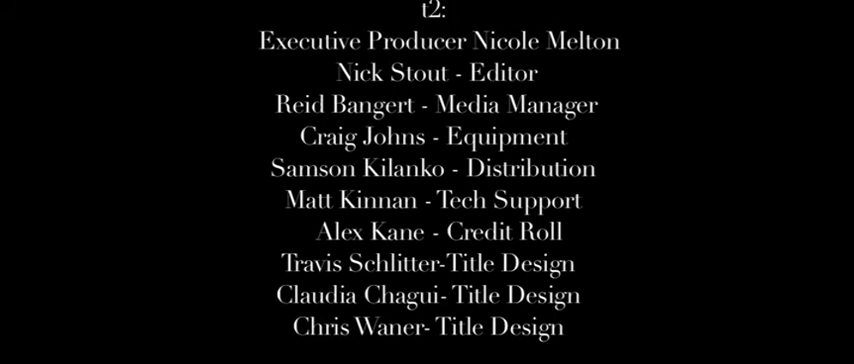 t2:
Executive Producer Nicole Melton
Nick Stout - Editor
Reid Bangert - Media Manager
Craig Johns - Equipment
Samson Kilanko - Distribution
Matt Kinnan - Tech Support
Alex Kane - Credit Roll
Travis Schlitter-Title Design
Claudia Chagui- Title Design
Chris Waner- Title Design